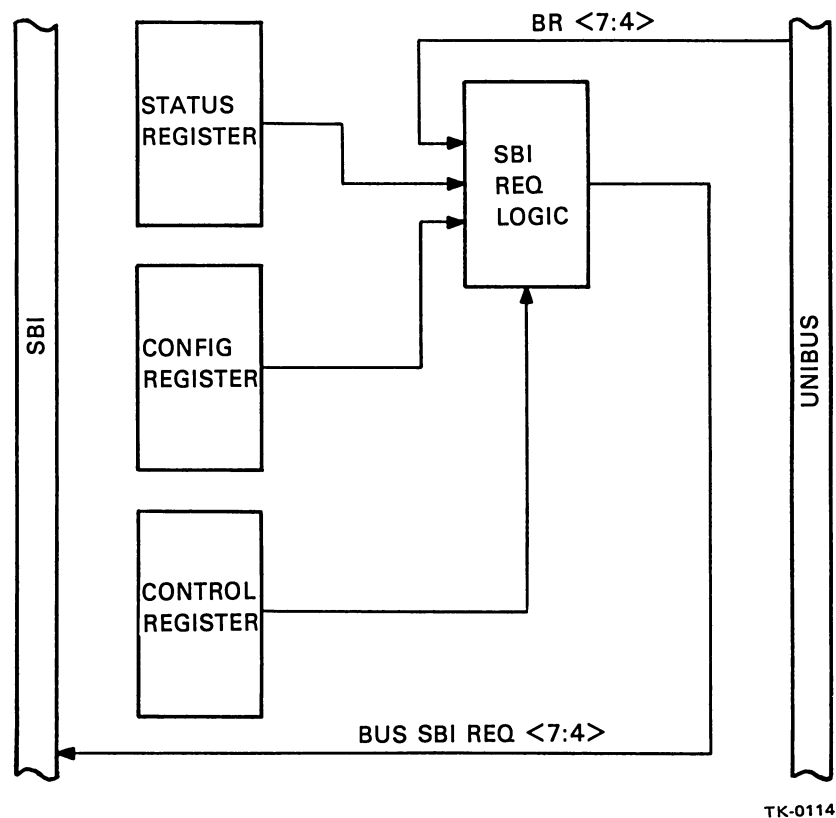 BR <7:4>
STATUS
REGISTER
SBI
REQ
LOGIC
SBI
CONFIG
REGISTER
UNIBUS
CONTROL
REGISTER
BUS SBI REQ <7:4>
TK-0114